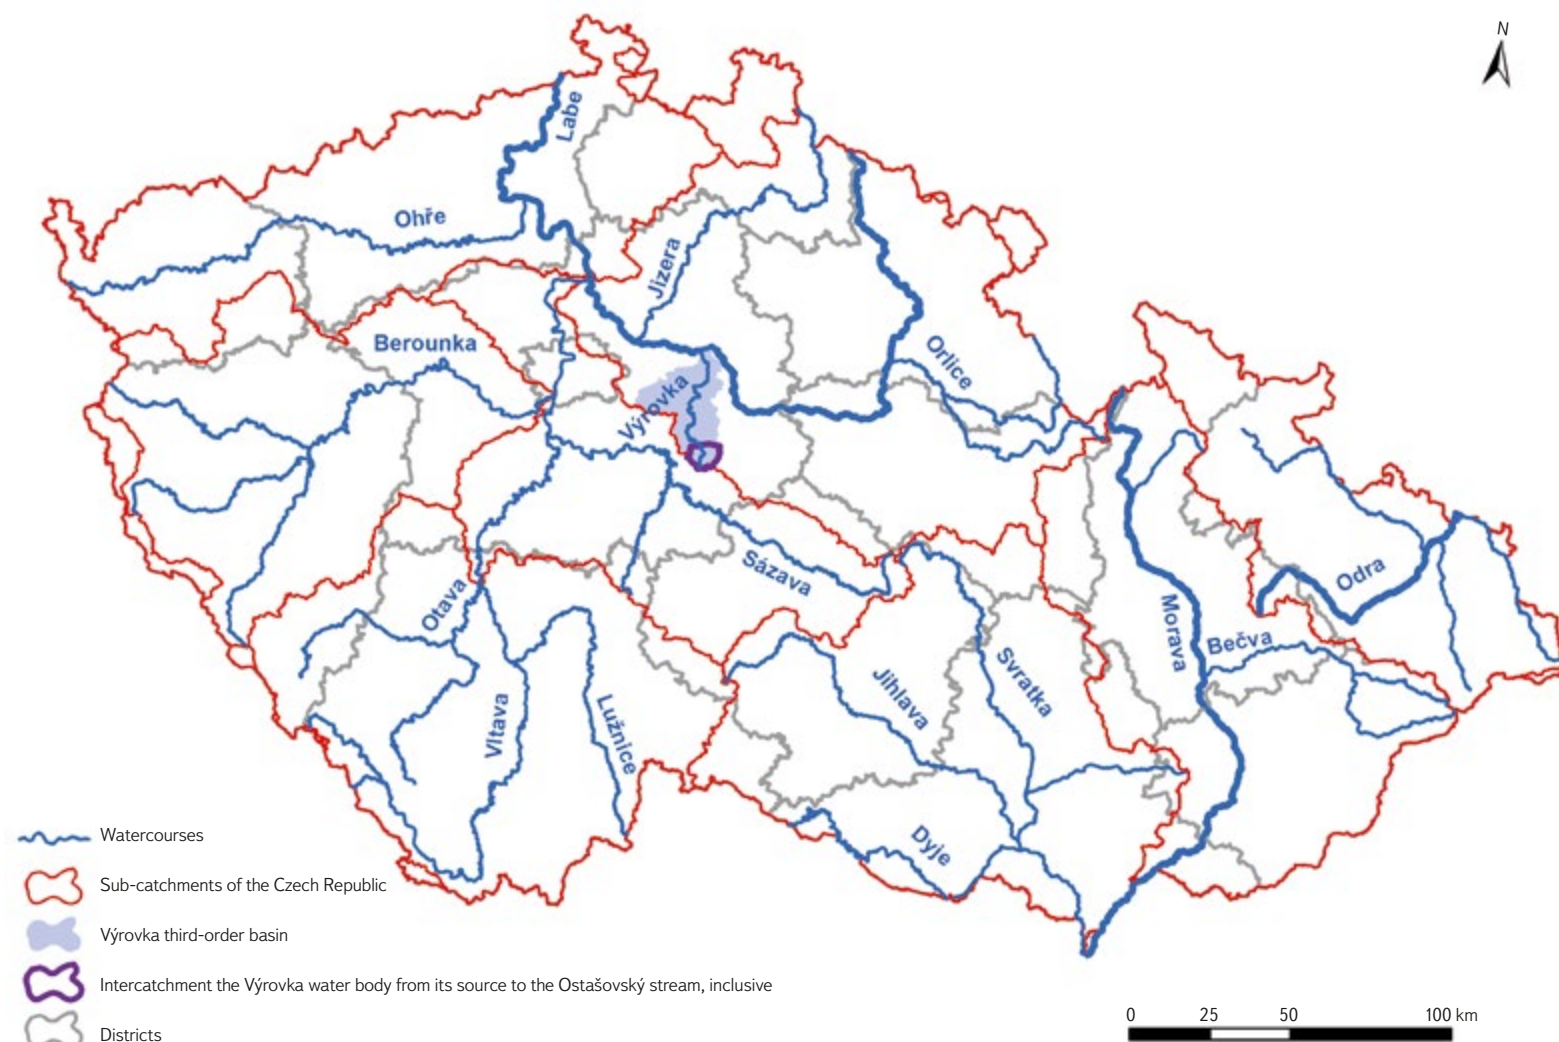 N
Labe
Ohře
Jizera
Berounka
Orlice
Výrovka
Sázava
Odra
Otava
Morava
Bečva
Svratka
Jihlava
Vltava
Lužnice
Dyje
Watercourses
Sub-catchments of the Czech Republic
Výrovka third-order basin
Intercatchment the Výrovka water body from its source to the Ostašovský stream, inclusive
Districts
0 25 50 100 km